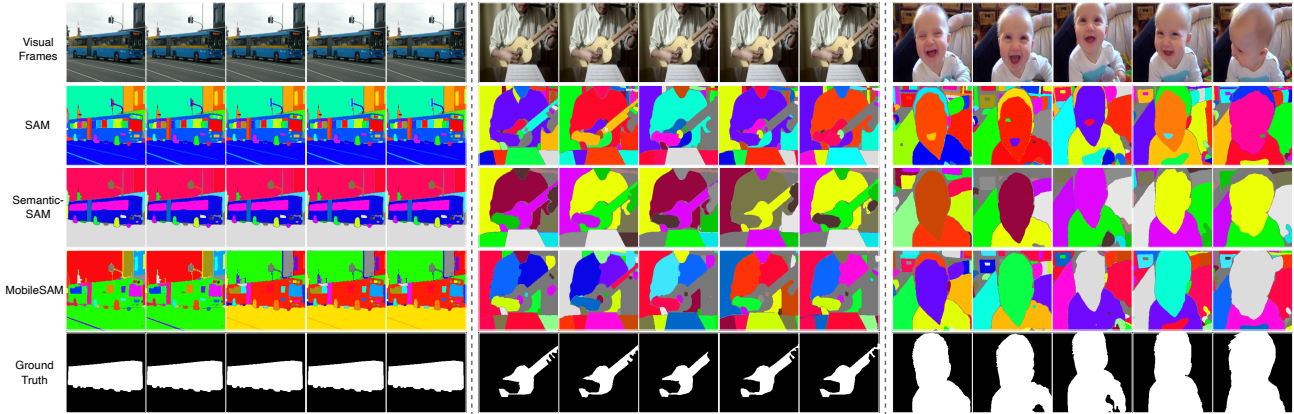 Visual
Frames
SAM
Semantic-
SAM
MobileSAM
Ground
Truth